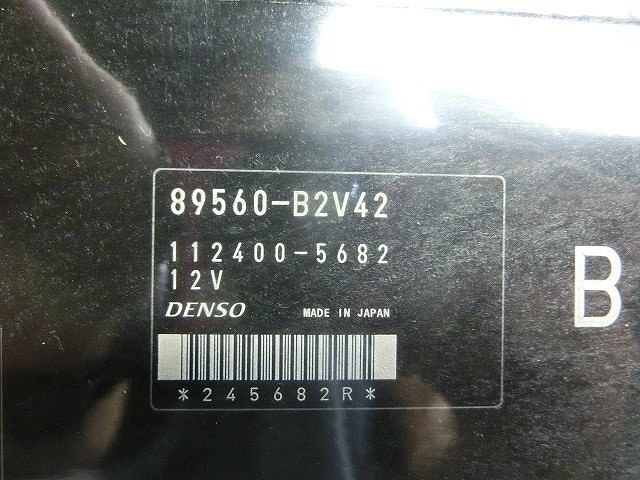 89560-B2V42
112400-5682
12V
DENSO MADE IN JAPAN
*245682R*
B